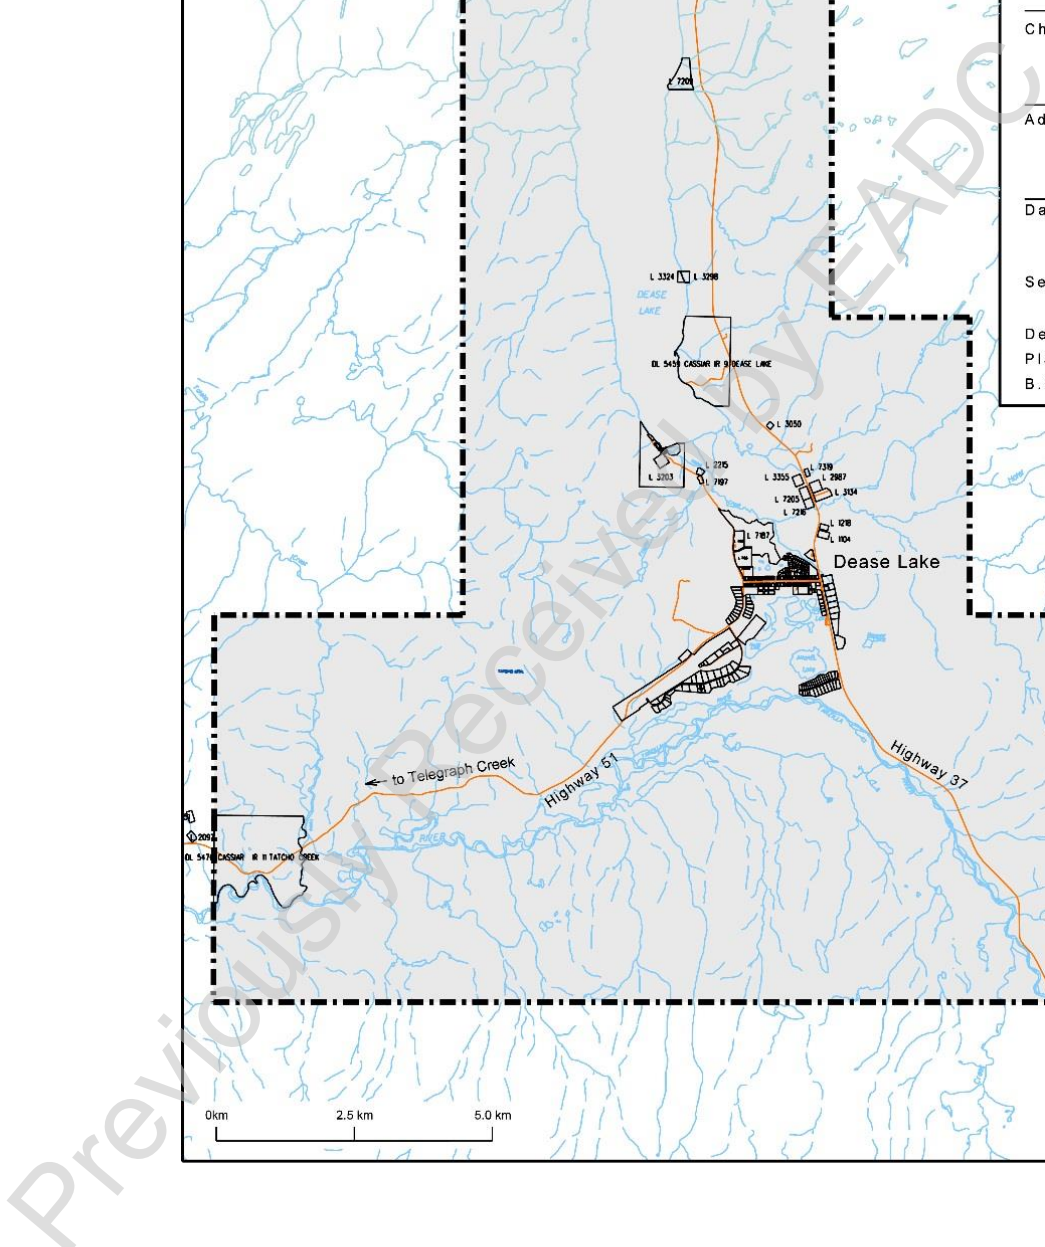 Ch
Ad
Da
Se
De
Pl
B.
L 7209
L 3324
L 3298
DEASE
LAKE
DL 5459 CASSIAR IR 9 DEASE LAKE
L 3050
L 2215
L 7197
L 3203
L 7319
L 3355
L 2987
L 3134
L 7205
L 7216
L 1218
L 1104
L 7187
Dease Lake
Highway 37
Highway 51
to Telegraph Creek
RIVER
L 2097
CASSIAR IR 11 TATCHO CREEK
0km
2.5 km
5.0 km
Previously Received by EADC